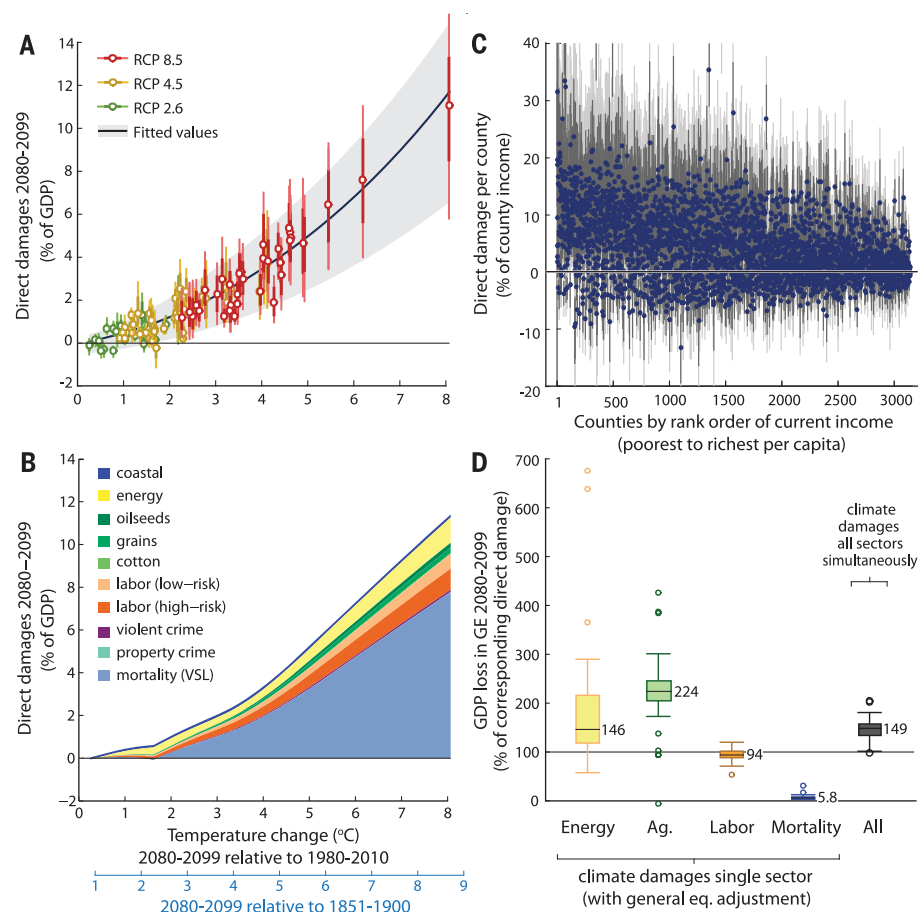 A
14
12
10
8
6
4
2
0
-2
Direct damages 2080-2099
(% of GDP)
RCP 8.5
RCP 4.5
RCP 2.6
Fitted values
0 1 2 3 4 5 6 7 8
B
14
12
10
8
6
4
2
0
−2
Direct damages 2080−2099
(% of GDP)
coastal
energy
oilseeds
grains
cotton
labor (low−risk)
labor (high−risk)
violent crime
property crime
mortality (VSL)
0 1 2 3 4 5 6 7 8
Temperature change (°C)
2080-2099 relative to 1980-2010
1 2 3 4 5 6 7 8 9
2080-2099 relative to 1851-1900
C
40
30
20
10
0
-10
-20
Direct damage per county
(% of county income)
1 500 1000 1500 2000 2500 3000
Counties by rank order of current income
(poorest to richest per capita)
D
700
600
500
400
300
200
100
0
GDP loss in GE 2080-2099
(% of corresponding direct damage)
climate
damages
all sectors
simultaneously
146
224
94
5.8
149
Energy Ag. Labor Mortality All
climate damages single sector
(with general eq. adjustment)